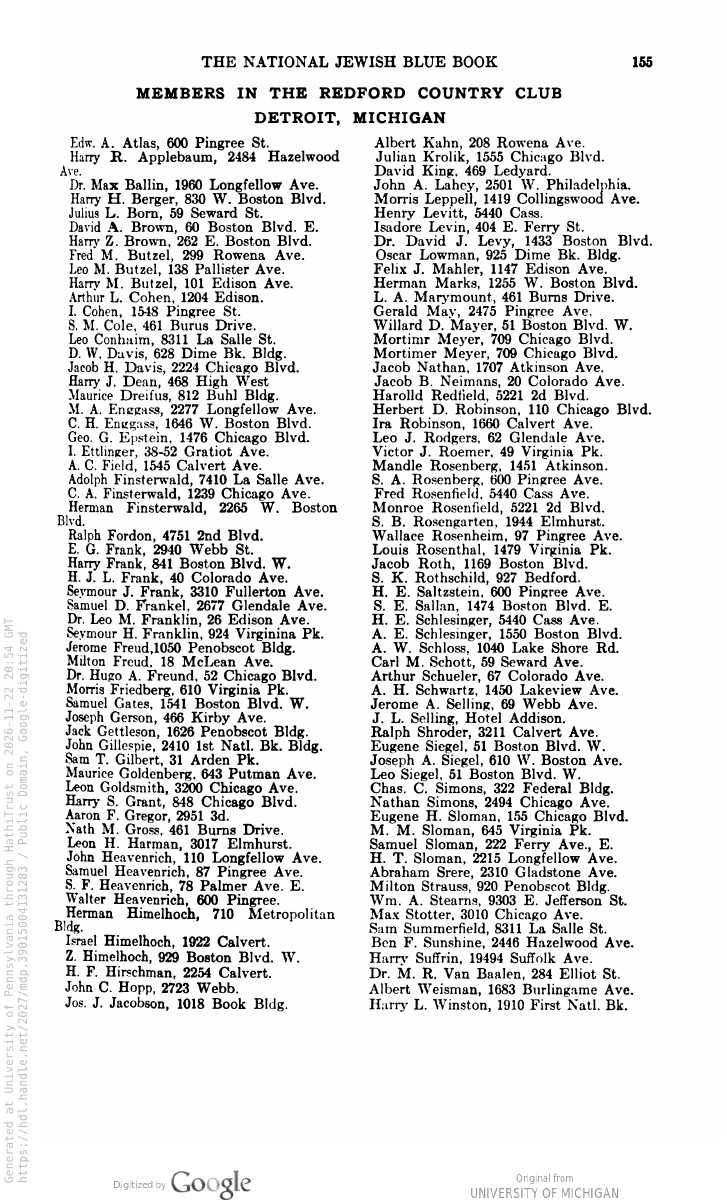 THE NATIONAL JEWISH BLUE BOOK 155
MEMBERS IN THE REDFORD COUNTRY CLUB
DETROIT, MICHIGAN
Edw. A. Atlas, 600 Pingree St.
Harry R. Applebaum, 2484 Hazelwood
Ave.
Dr. Max Ballin, 1960 Longfellow Ave.
Harry H. Berger, 830 W. Boston Blvd.
Julius L. Born, 59 Seward St.
David A. Brown, 60 Boston Blvd. E.
Harry Z. Brown, 262 E. Boston Blvd.
Fred M. Butzel, 299 Rowena Ave.
Leo M. Butzel, 138 Pallister Ave.
Harry M. Butzel, 101 Edison Ave.
Arthur L. Cohen, 1204 Edison.
I. Cohen, 1548 Pingree St.
S. M. Cole, 461 Burus Drive.
Leo Conhaim, 8311 La Salle St.
D. W. Davis, 628 Dime Bk. Bldg.
Jacob H. Davis, 2224 Chicago Blvd.
Harry J. Dean, 468 High West
Maurice Dreifus, 812 Buhl Bldg.
M. A. Enggass, 2277 Longfellow Ave.
C. H. Enggass, 1646 W. Boston Blvd.
Geo. G. Epstein, 1476 Chicago Blvd.
I. Ettlinger, 38-52 Gratiot Ave.
A. C. Field, 1545 Calvert Ave.
Adolph Finsterwald, 7410 La Salle Ave.
C. A. Finsterwald, 1239 Chicago Ave.
Herman Finsterwald, 2265 W. Boston
Blvd.
Ralph Fordon, 4751 2nd Blvd.
E. G. Frank, 2940 Webb St.
Harry Frank, 841 Boston Blvd. W.
H. J. L. Frank, 40 Colorado Ave.
Seymour J. Frank, 3310 Fullerton Ave.
Samuel D. Frankel, 2677 Glendale Ave.
Dr. Leo M. Franklin, 26 Edison Ave.
Seymour H. Franklin, 924 Virginina Pk.
Jerome Freud,1050 Penobscot Bldg.
Milton Freud, 18 McLean Ave.
Dr. Hugo A. Freund, 52 Chicago Blvd.
Morris Friedberg, 610 Virginia Pk.
Samuel Gates, 1541 Boston Blvd. W.
Joseph Gerson, 466 Kirby Ave.
Jack Gettleson, 1626 Penobscot Bldg.
John Gillespie, 2410 1st Natl. Bk. Bldg.
Sam T. Gilbert, 31 Arden Pk.
Maurice Goldenberg, 643 Putman Ave.
Leon Goldsmith, 3200 Chicago Ave.
Harry S. Grant, 848 Chicago Blvd.
Aaron F. Gregor, 2951 3d.
Nath M. Gross, 461 Burns Drive.
Leon H. Harman, 3017 Elmhurst.
John Heavenrich, 110 Longfellow Ave.
Samuel Heavenrich, 87 Pingree Ave.
S. F. Heavenrich, 78 Palmer Ave. E.
Walter Heavenrich, 600 Pingree.
Herman Himelhoch, 710 Metropolitan
Bldg.
Israel Himelhoch, 1922 Calvert.
Z. Himelhoch, 929 Boston Blvd. W.
H. F. Hirschman, 2254 Calvert.
John C. Hopp, 2723 Webb.
Jos. J. Jacobson, 1018 Book Bldg.
Albert Kahn, 208 Rowena Ave.
Julian Krolik, 1555 Chicago Blvd.
David King, 469 Ledyard.
John A. Lahey, 2501 W. Philadelphia.
Morris Leppell, 1419 Collingswood Ave.
Henry Levitt, 5440 Cass.
Isadore Levin, 404 E. Ferry St.
Dr. David J. Levy, 1433 Boston Blvd.
Oscar Lowman, 925 Dime Bk. Bldg.
Felix J. Mahler, 1147 Edison Ave.
Herman Marks, 1255 W. Boston Blvd.
L. A. Marymount, 461 Burns Drive.
Gerald May, 2475 Pingree Ave.
Willard D. Mayer, 51 Boston Blvd. W.
Mortimr Meyer, 709 Chicago Blvd.
Mortimer Meyer, 709 Chicago Blvd.
Jacob Nathan, 1707 Atkinson Ave.
Jacob B. Neimans, 20 Colorado Ave.
Harolld Redfield, 5221 2d Blvd.
Herbert D. Robinson, 110 Chicago Blvd.
Ira Robinson, 1660 Calvert Ave.
Leo J. Rodgers, 62 Glendale Ave.
Victor J. Roemer, 49 Virginia Pk.
Mandle Rosenberg, 1451 Atkinson.
S. A. Rosenberg, 600 Pingree Ave.
Fred Rosenfield, 5440 Cass Ave.
Monroe Rosenfield, 5221 2d Blvd.
S. B. Rosengarten, 1944 Elmhurst.
Wallace Rosenheim, 97 Pingree Ave.
Louis Rosenthal, 1479 Virginia Pk.
Jacob Roth, 1169 Boston Blvd.
S. K. Rothschild, 927 Bedford.
H. E. Saltzstein, 600 Pingree Ave.
S. E. Sallan, 1474 Boston Blvd. E.
H. E. Schlesinger, 5440 Cass Ave.
A. E. Schlesinger, 1550 Boston Blvd.
A. W. Schloss, 1040 Lake Shore Rd.
Carl M. Schott, 59 Seward Ave.
Arthur Schueler, 67 Colorado Ave.
A. H. Schwartz, 1450 Lakeview Ave.
Jerome A. Selling, 69 Webb Ave.
J. L. Selling, Hotel Addison.
Ralph Shroder, 3211 Calvert Ave.
Eugene Siegel, 51 Boston Blvd. W.
Joseph A. Siegel, 610 W. Boston Ave.
Leo Siegel, 51 Boston Blvd. W.
Chas. C. Simons, 322 Federal Bldg.
Nathan Simons, 2494 Chicago Ave.
Eugene H. Sloman, 155 Chicago Blvd.
M. M. Sloman, 645 Virginia Pk.
Samuel Sloman, 222 Ferry Ave., E.
H. T. Sloman, 2215 Longfellow Ave.
Abraham Srere, 2310 Gladstone Ave.
Milton Strauss, 920 Penobscot Bldg.
Wm. A. Stearns, 9303 E. Jefferson St.
Max Stotter, 3010 Chicago Ave.
Sam Summerfield, 8311 La Salle St.
Ben F. Sunshine, 2446 Hazelwood Ave.
Harry Suffrin, 19494 Suffolk Ave.
Dr. M. R. Van Baalen, 284 Elliot St.
Albert Weisman, 1683 Burlingame Ave.
Harry L. Winston, 1910 First Natl. Bk.
Generated at University of Pennsylvania through HathiTrust on 2026-11-22 20:54 GMT
https://hdl.handle.net/2027/mdp.39015004131283 / Public Domain, Google-digitized
Digitized by Google
Original from
UNIVERSITY OF MICHIGAN